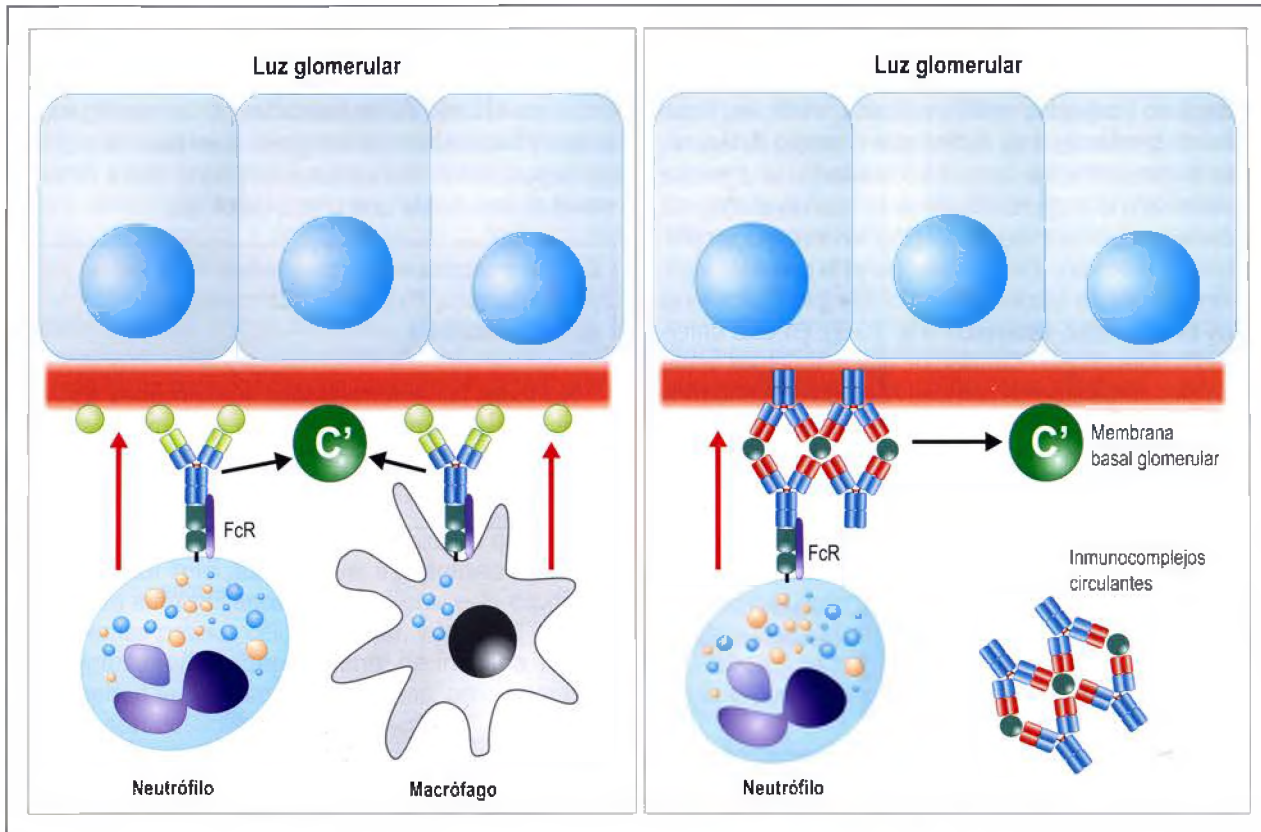 Luz glomerular
C'
FcR
Neutrófilo
Macrófago
Luz glomerular
C'
Membrana
basal glomerular
FcR
Inmunocomplejos
circulantes
Neutrófilo